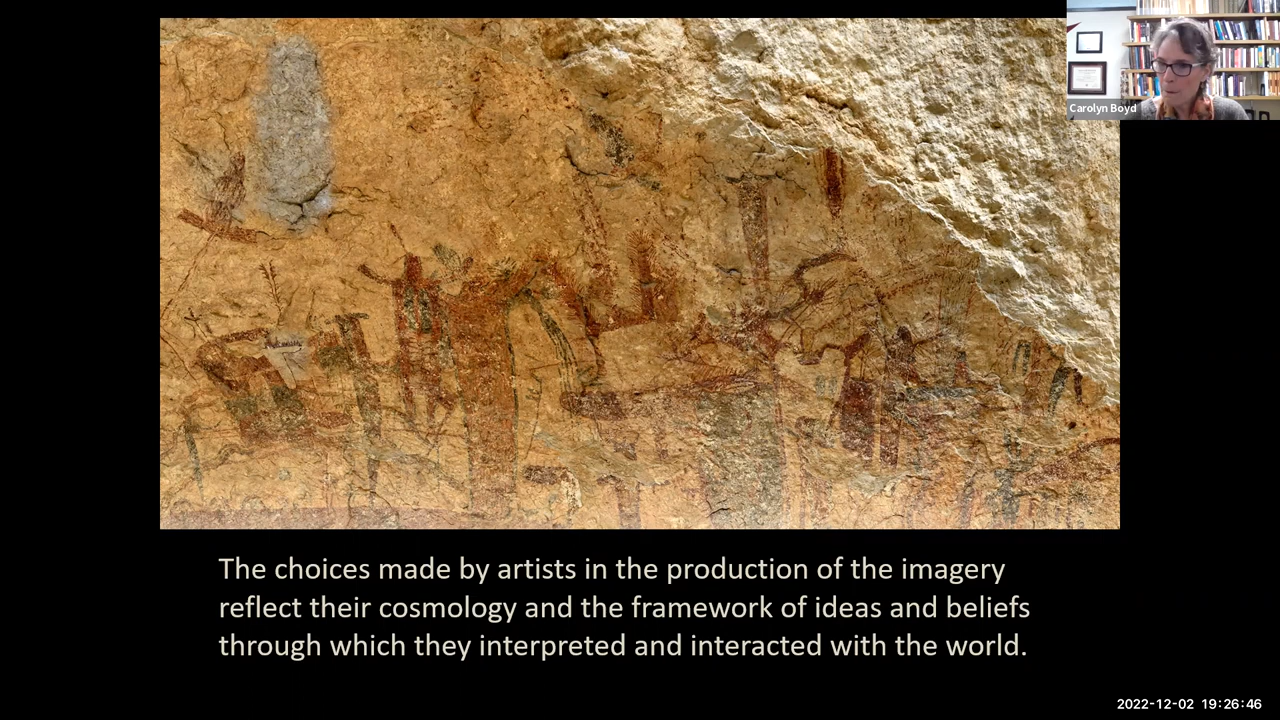 Carolyn Boyd
The choices made by artists in the production of the imagery
reflect their cosmology and the framework of ideas and beliefs
through which they interpreted and interacted with the world.
2022-12-02 19:26:46